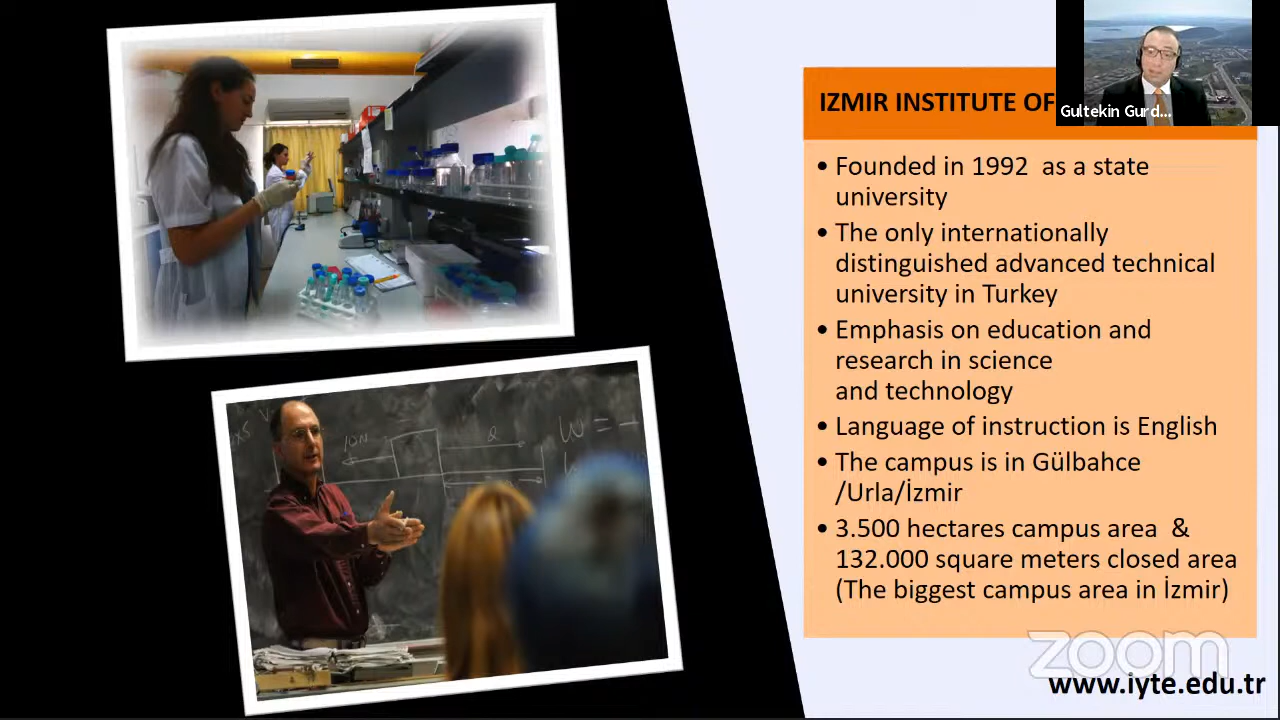 IZMIR INSTITUTE OF
Gultekin Gurd...
• Founded in 1992  as a state
university
• The only internationally
distinguished advanced technical
university in Turkey
• Emphasis on education and
research in science
and technology
• Language of instruction is English
• The campus is in Gülbahce
/Urla/İzmir
• 3.500 hectares campus area  &
132.000 square meters closed area
(The biggest campus area in İzmir)
zoom
www.iyte.edu.tr
10N
W =